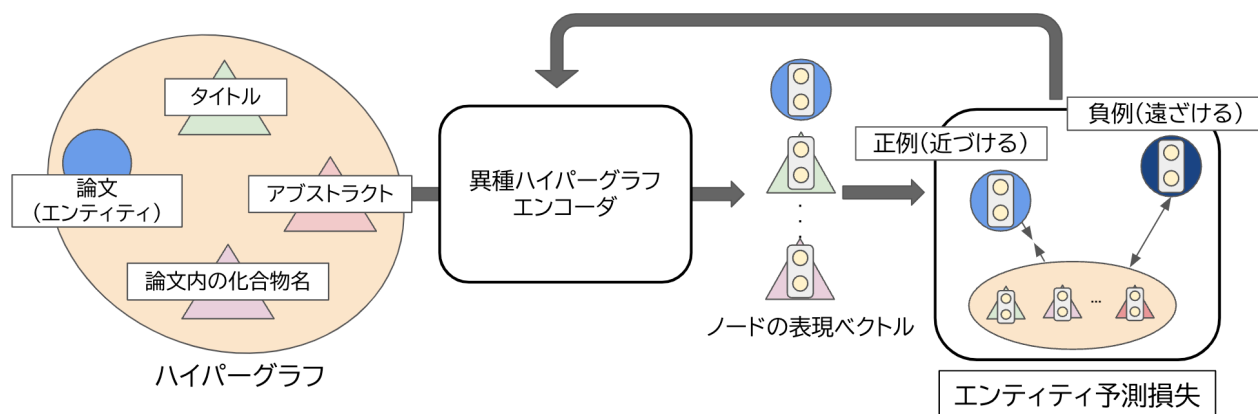 タイトル
論文
(エンティティ)
アブストラクト
論文内の化合物名
ハイパーグラフ
異種ハイパーグラフ
エンコーダ
ノードの表現ベクトル
正例(近づける)
負例(遠ざける)
...
エンティティ予測損失